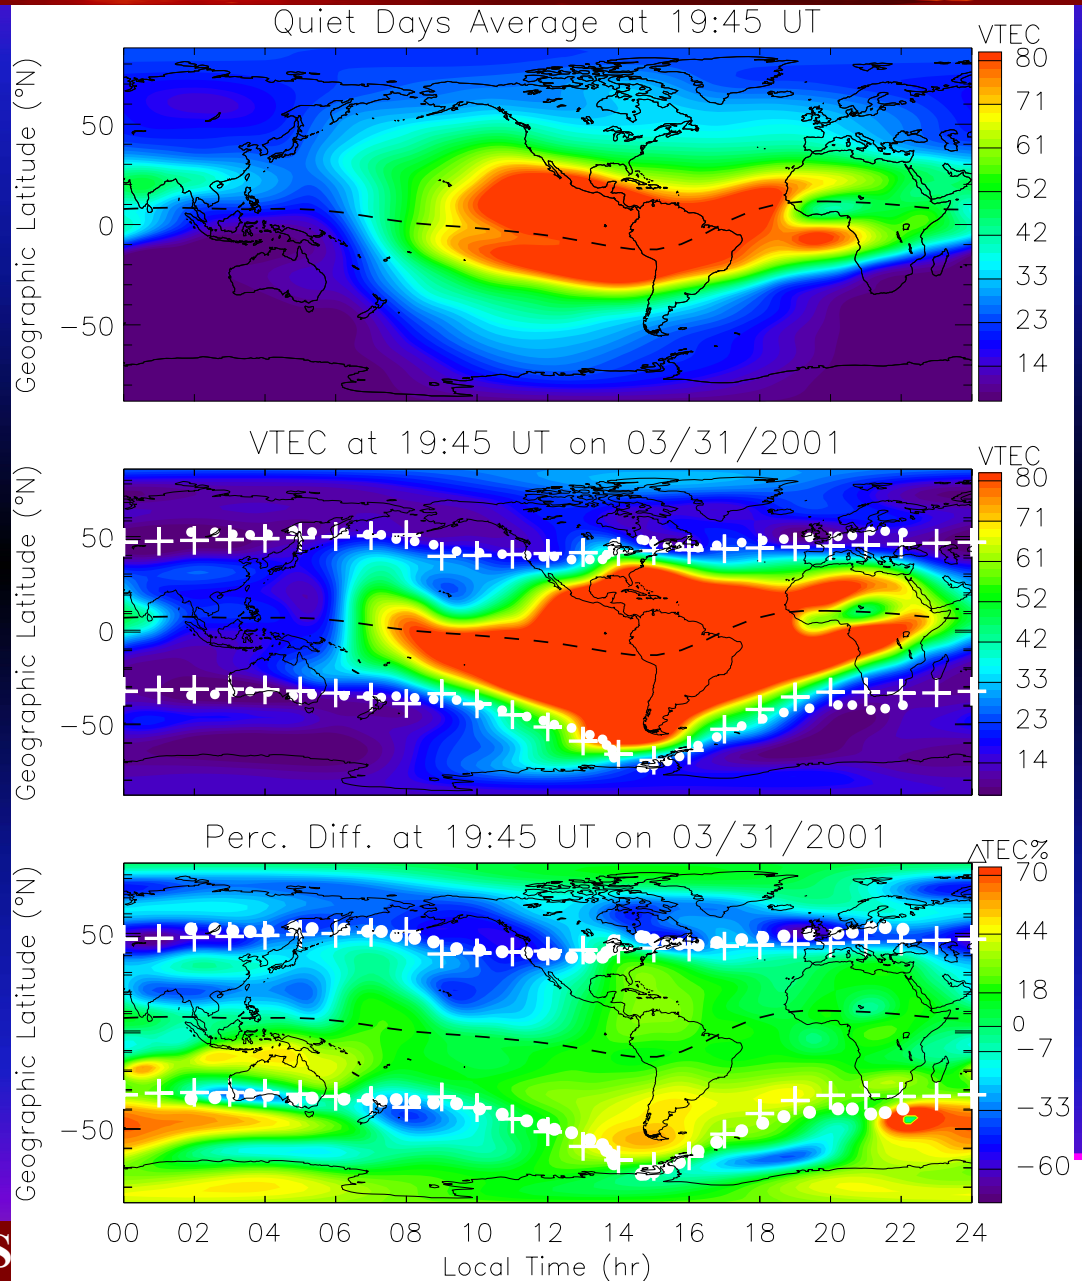 Quiet Days Average at 19:45 UT
VTEC
Geographic Latitude (°N)
50
0
−50
80
71
61
52
42
33
23
14
VTEC at 19:45 UT on 03/31/2001
VTEC
Geographic Latitude (°N)
50
0
−50
80
71
61
52
42
33
23
14
Perc. Diff. at 19:45 UT on 03/31/2001
△TEC%
Geographic Latitude (°N)
50
0
−50
70
44
18
0
−7
−33
−60
00 02 04 06 08 10 12 14 16 18 20 22 24
Local Time (hr)
S